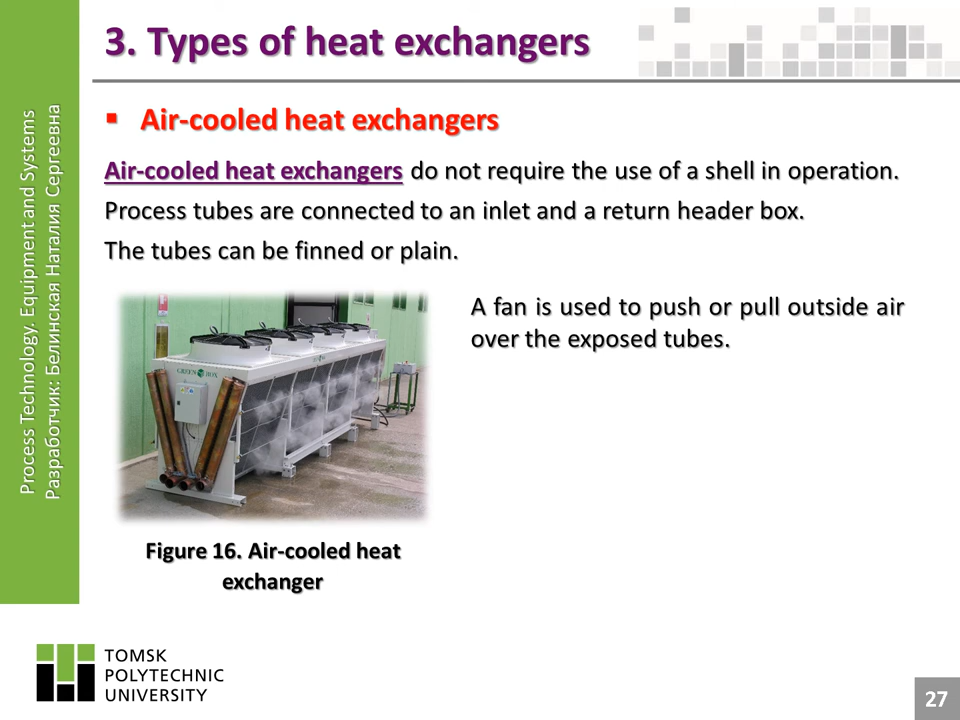 3. Types of heat exchangers
Process Technology. Equipment and Systems
Разработчик: Белинская Наталия Сергеевна
▪ Air-cooled heat exchangers
Air-cooled heat exchangers do not require the use of a shell in operation.
Process tubes are connected to an inlet and a return header box.
The tubes can be finned or plain.
GREEN BOX
A fan is used to push or pull outside air
over the exposed tubes.
Figure 16. Air-cooled heat
exchanger
TOMSK
POLYTECHNIC
UNIVERSITY
27